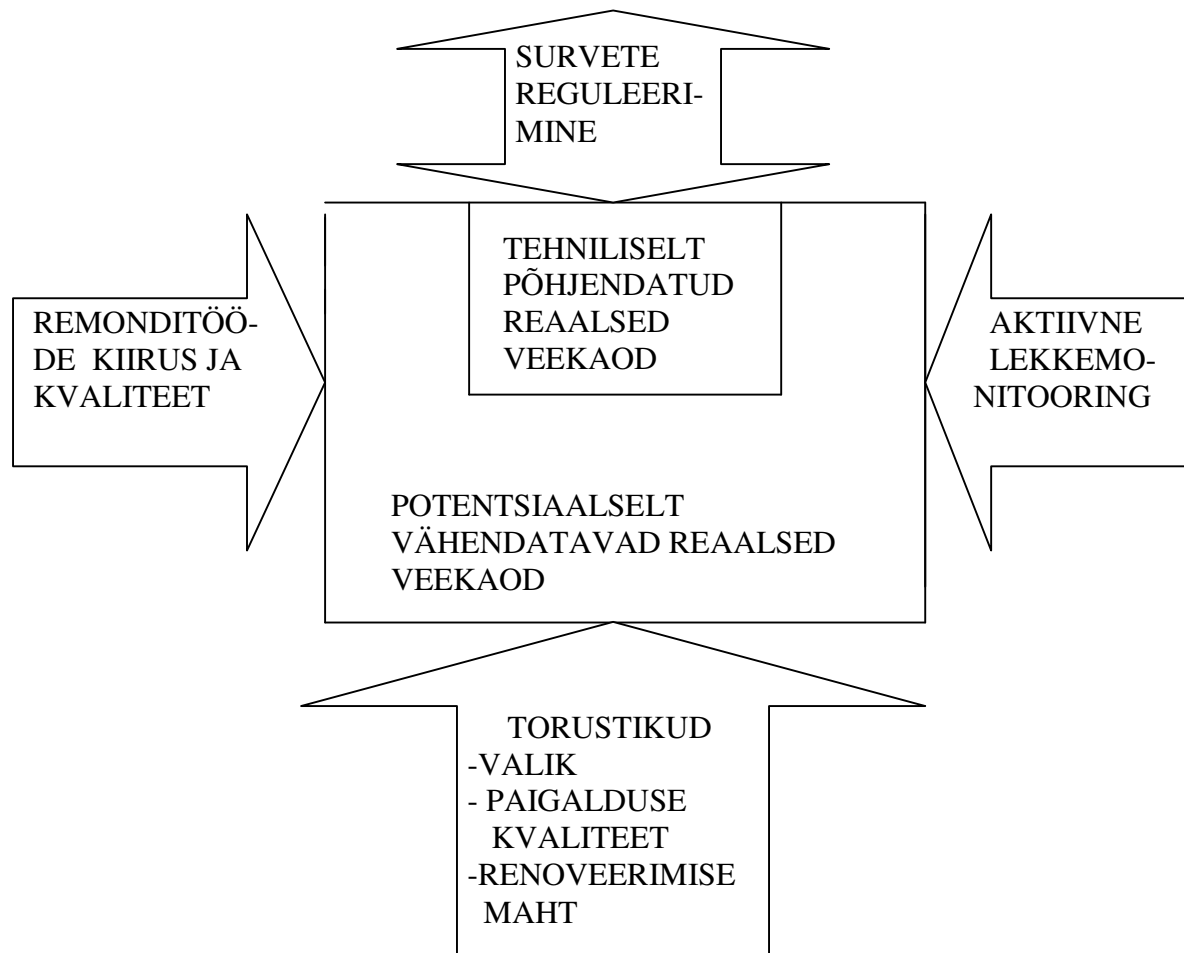 SURVETE
REGULEERI-
MINE
TEHNILISELT
PÕHJENDATUD
REAALSED
VEEKAOD
REMONDITÖÖ-
DE KIIRUS JA
KVALITEET
AKTIIVNE
LEKKEMO-
NITOORING
POTENTSIAALSELT
VÄHENDATAVAD REAALSED
VEEKAOD
TORUSTIKUD
-VALIK
- PAIGALDUSE
KVALITEET
-RENOVEERIMISE
MAHT